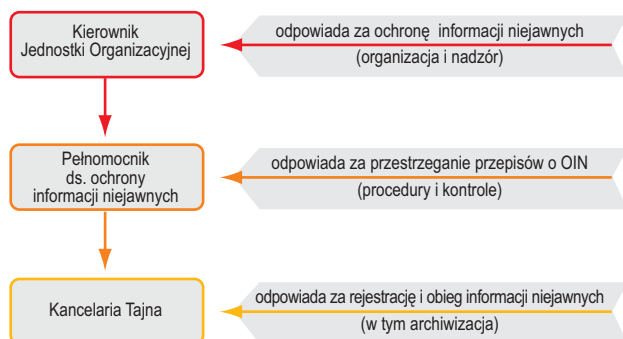 Kierownik
Jednostki Organizacyjnej
odpowiada za ochronę informacji niejawnych
(organizacja i nadzór)
Pełnomocnik
ds. ochrony
informacji niejawnych
odpowiada za przestrzeganie przepisów o OIN
(procedury i kontrole)
Kancelaria Tajna
odpowiada za rejestrację i obieg informacji niejawnych
(w tym archiwizacja)